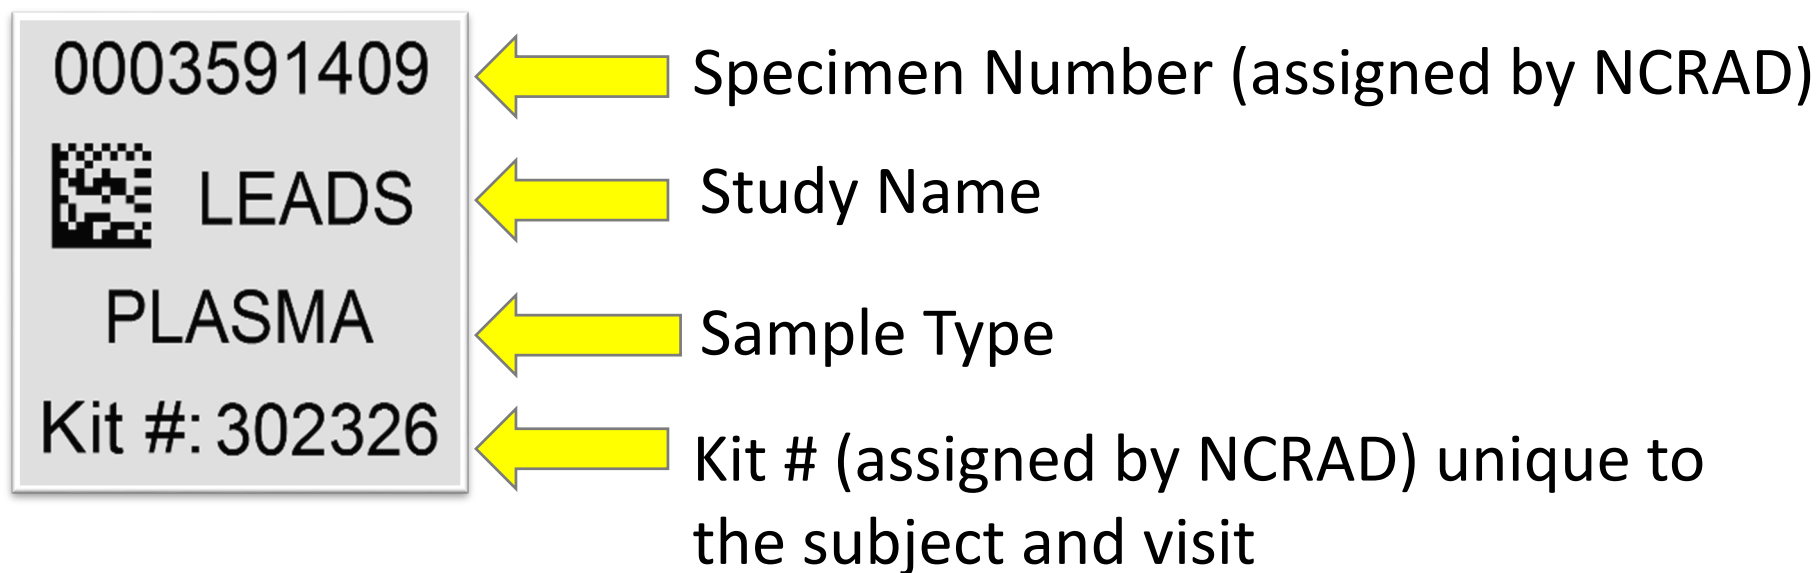 0003591409
Specimen Number (assigned by NCRAD)
LEADS
Study Name
PLASMA
Sample Type
Kit #: 302326
Kit # (assigned by NCRAD) unique to
the subject and visit